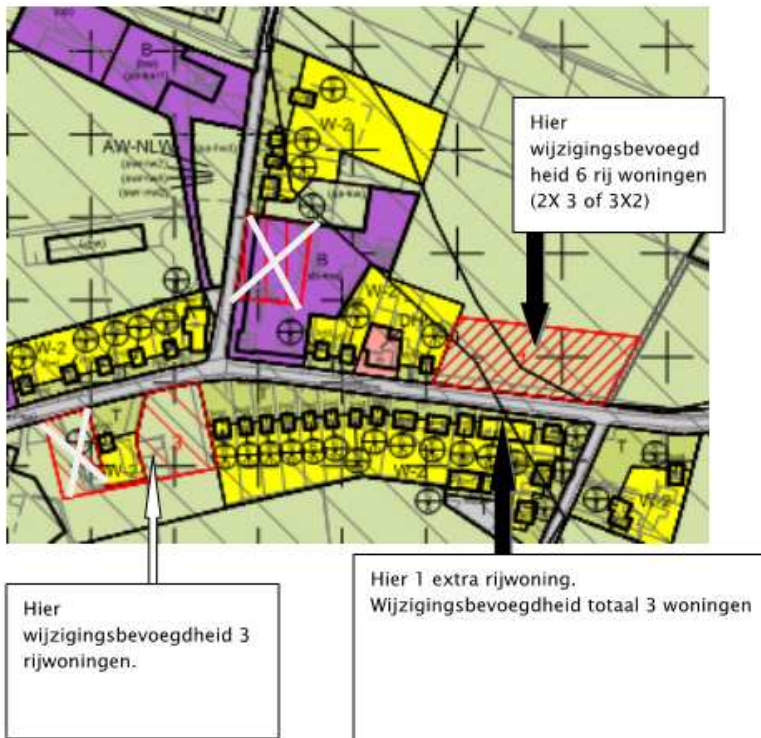 B
W-2
AW-NLW
Hier
wijzigingsbevoegd
heid 6 rij woningen
(2X 3 of 3X2)
B
W-2
W-2
T
W-2
W-2
T
Hier
wijzigingsbevoegdheid 3
rijwoningen.
Hier 1 extra rijwoning.
Wijzigingsbevoegdheid totaal 3 woningen